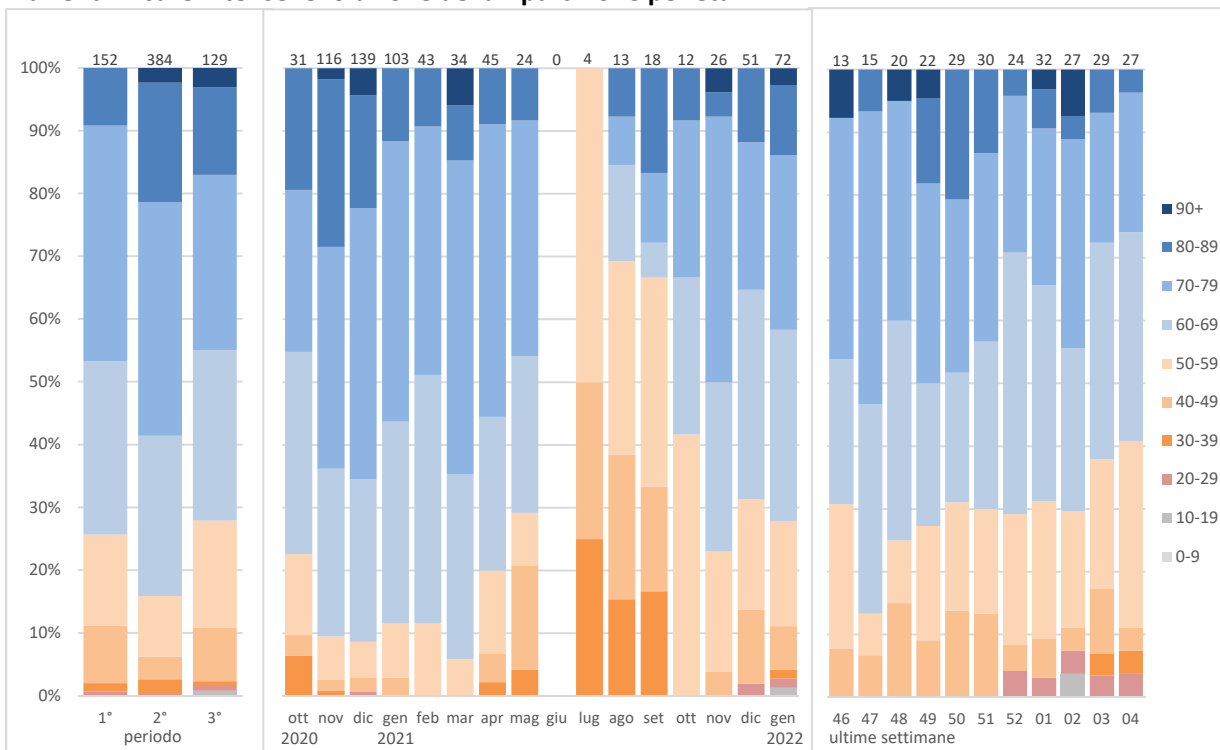 152 384 129
31 116 139 103 43 34 45 24 0 4 13 18 12 26 51 72
13 15 20 22 29 30 24 32 27 29 27
100%
90%
80%
70%
60%
50%
40%
30%
20%
10%
0%
1° 2° 3°
periodo
ott nov dic gen feb mar apr mag giu lug ago set ott nov dic gen
2020 2021 2022
46 47 48 49 50 51 52 01 02 03 04
ultime settimane
90+
80-89
70-79
60-69
50-59
40-49
30-39
20-29
10-19
0-9